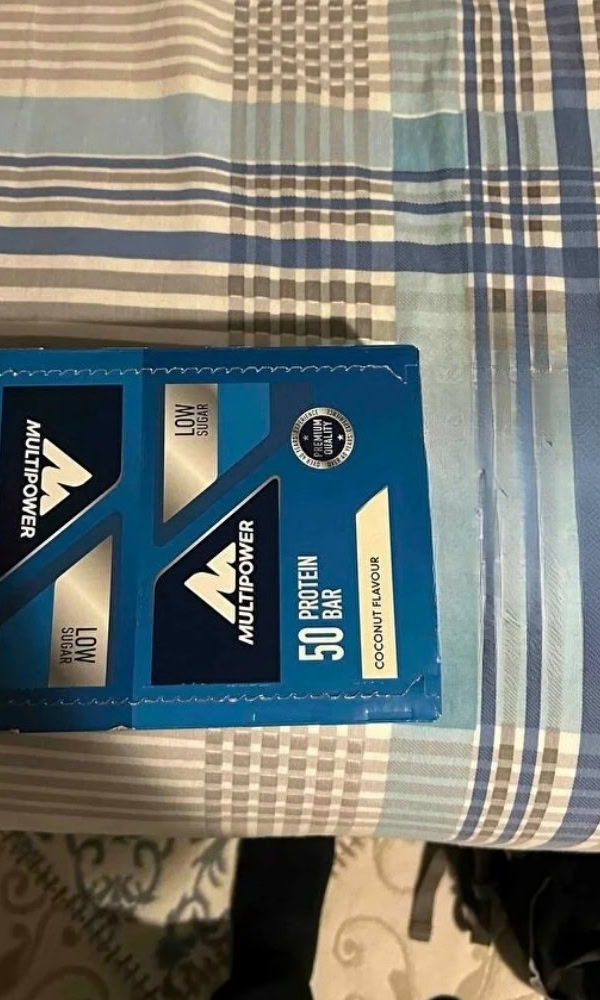 MULTIPOWER
LOW
SUGAR
LOW
SUGAR
MULTIPOWER
PREMIUM
QUALITY
50 PROTEIN
BAR
COCONUT FLAVOUR